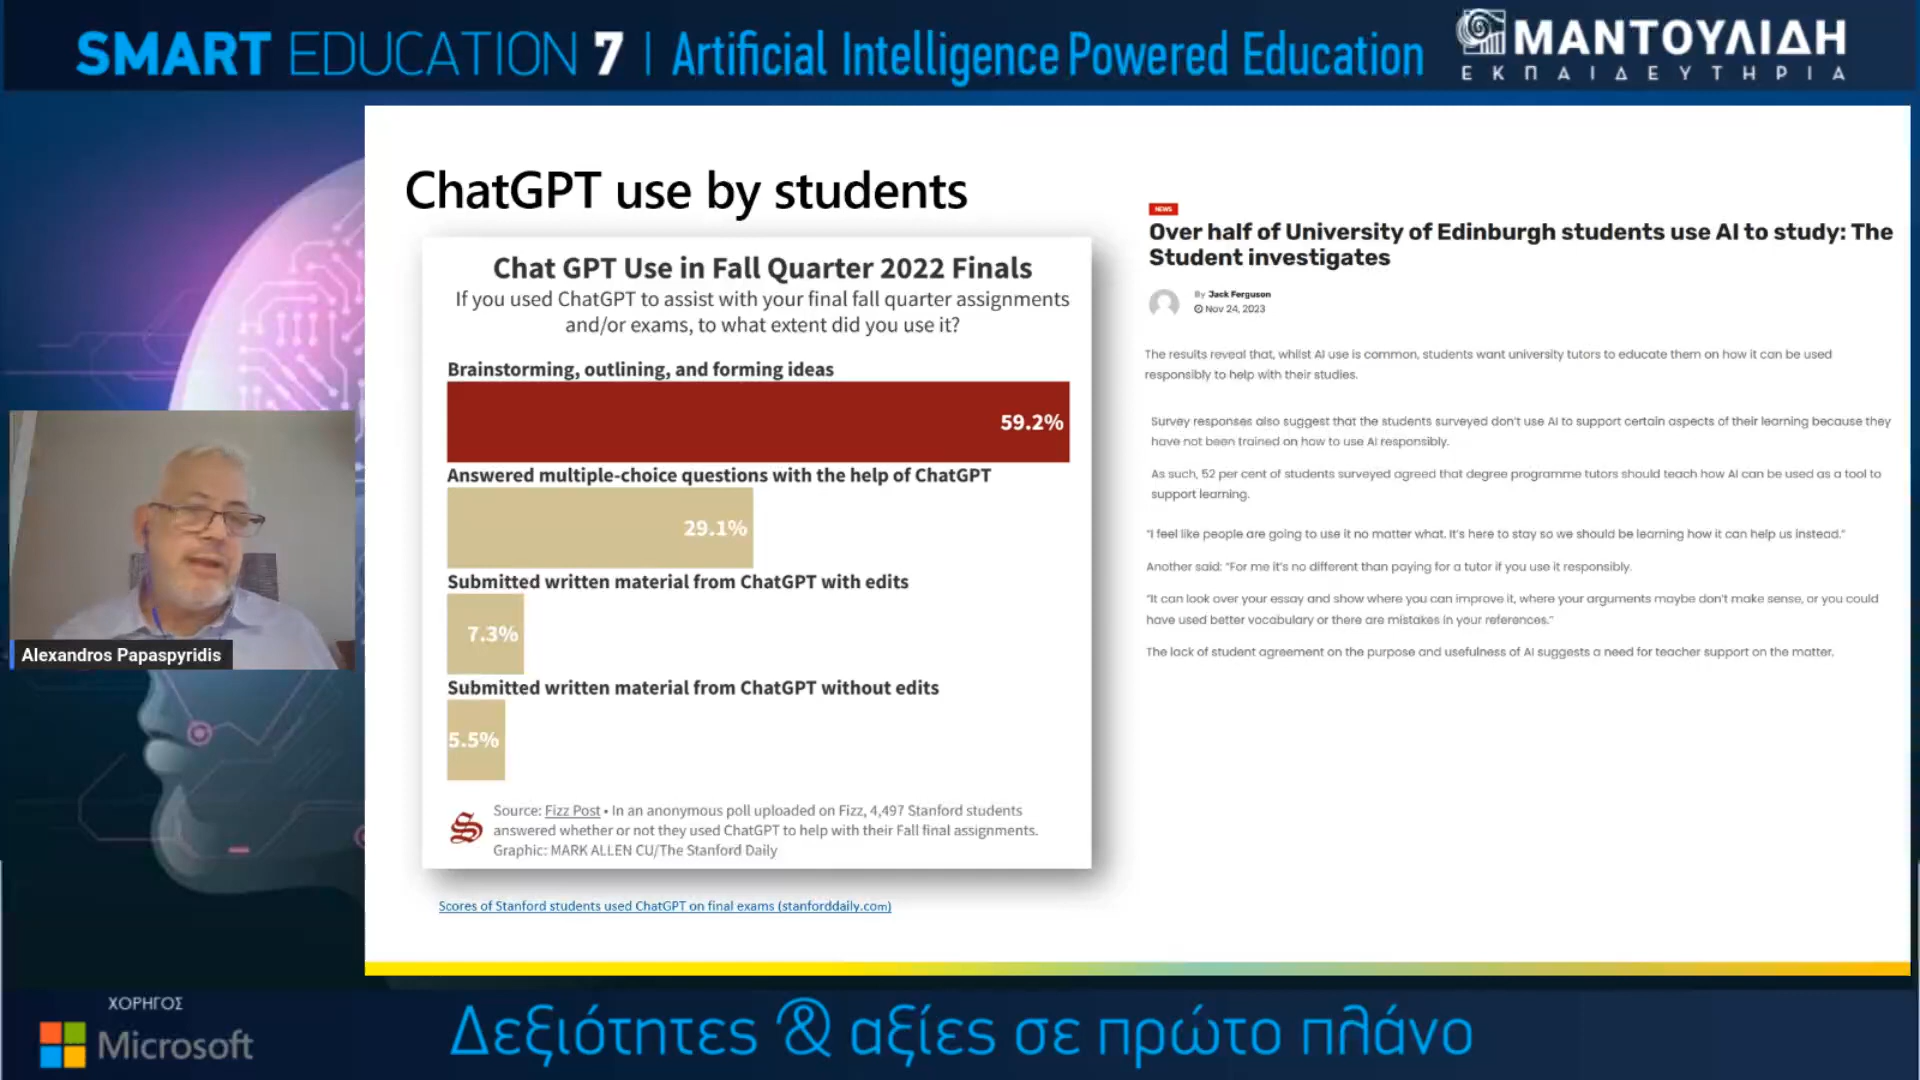 SMART EDUCATION 7 | Artificial Intelligence Powered Education
ΜΑΝΤΟΥΛΙΔΗ
ΕΚΠΑΙΔΕΥΤΗΡΙΑ
ChatGPT use by students
Chat GPT Use in Fall Quarter 2022 Finals
If you used ChatGPT to assist with your final fall quarter assignments
and/or exams, to what extent did you use it?
Brainstorming, outlining, and forming ideas
59.2%
Answered multiple-choice questions with the help of ChatGPT
29.1%
Submitted written material from ChatGPT with edits
7.3%
Submitted written material from ChatGPT without edits
5.5%
S
Source: Fizz Post • In an anonymous poll uploaded on Fizz, 4,497 Stanford students
answered whether or not they used ChatGPT to help with their Fall final assignments.
Graphic: MARK ALLEN CU/The Stanford Daily
Scores of Stanford students used ChatGPT on final exams (stanforddaily.com)
NEWS
Over half of University of Edinburgh students use AI to study: The
Student investigates
By Jack Ferguson
Nov 24, 2023
The results reveal that, whilst AI use is common, students want university tutors to educate them on how it can be used
responsibly to help with their studies.
Survey responses also suggest that the students surveyed don't use AI to support certain aspects of their learning because they
have not been trained on how to use AI responsibly.
As such, 52 per cent of students surveyed agreed that degree programme tutors should teach how AI can be used as a tool to
support learning.
"I feel like people are going to use it no matter what. It's here to stay so we should be learning how it can help us instead."
Another said: "For me it's no different than paying for a tutor if you use it responsibly.
"It can look over your essay and show where you can improve it, where your arguments maybe don't make sense, or you could
have used better vocabulary or there are mistakes in your references."
The lack of student agreement on the purpose and usefulness of AI suggests a need for teacher support on the matter.
Alexandros Papaspyridis
ΧΟΡΗΓΟΣ
Microsoft
Δεξιότητες & αξίες σε πρώτο πλάνο